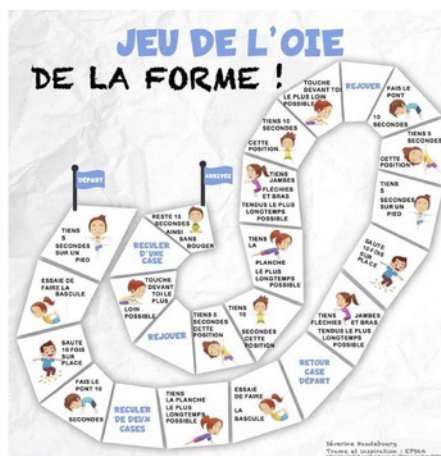 JEU DE L'OIE
DE LA FORME !
DÉPART
TIENS
5
SECONDES
SUR UN
PIED
ESSAIE DE
FAIRE LA
BASCULE
SAUTE
10 FOIS
SUR
PLACE
FAIS LE
PONT 10
SECONDES
RECULER
DE DEUX
CASES
TIENS
LA PLANCHE
LE PLUS
LONGTEMPS
POSSIBLE
ESSAIE
DE FAIRE
LA
BASCULE
RETOUR
CASE
DÉPART
TIENS JAMBES
FLÉCHIES ET BRAS
TENDUS LE PLUS
LONGTEMPS
POSSIBLE
SAUTE
10 FOIS
SUR
PLACE
TIENS
5
SECONDES
SUR UN
PIED
TIENS 5
SECONDES
CETTE
POSITION
FAIS LE
PONT
10
SECONDES
REJOUER
TOUCHE
DEVANT TOI
LE PLUS LOIN
POSSIBLE
TIENS 10
SECONDES
CETTE
POSITION
TIENS
JAMBES
FLÉCHIES
ET BRAS
TENDUS LE PLUS
LONGTEMPS
POSSIBLE
TIENS LA
PLANCHE
LE PLUS
LONGTEMPS
POSSIBLE
TIENS
10
SECONDES
CETTE
POSITION
TIENS 5
SECONDES
CETTE
POSITION
REJOUER
TOUCHE
DEVANT
TOI LE
PLUS
LOIN
POSSIBLE
RECULER
D'UNE
CASE
RESTE 10
SECONDES
AINSI
SANS
BOUGER
ARRIVÉE
Trame et inspiration : EPS64